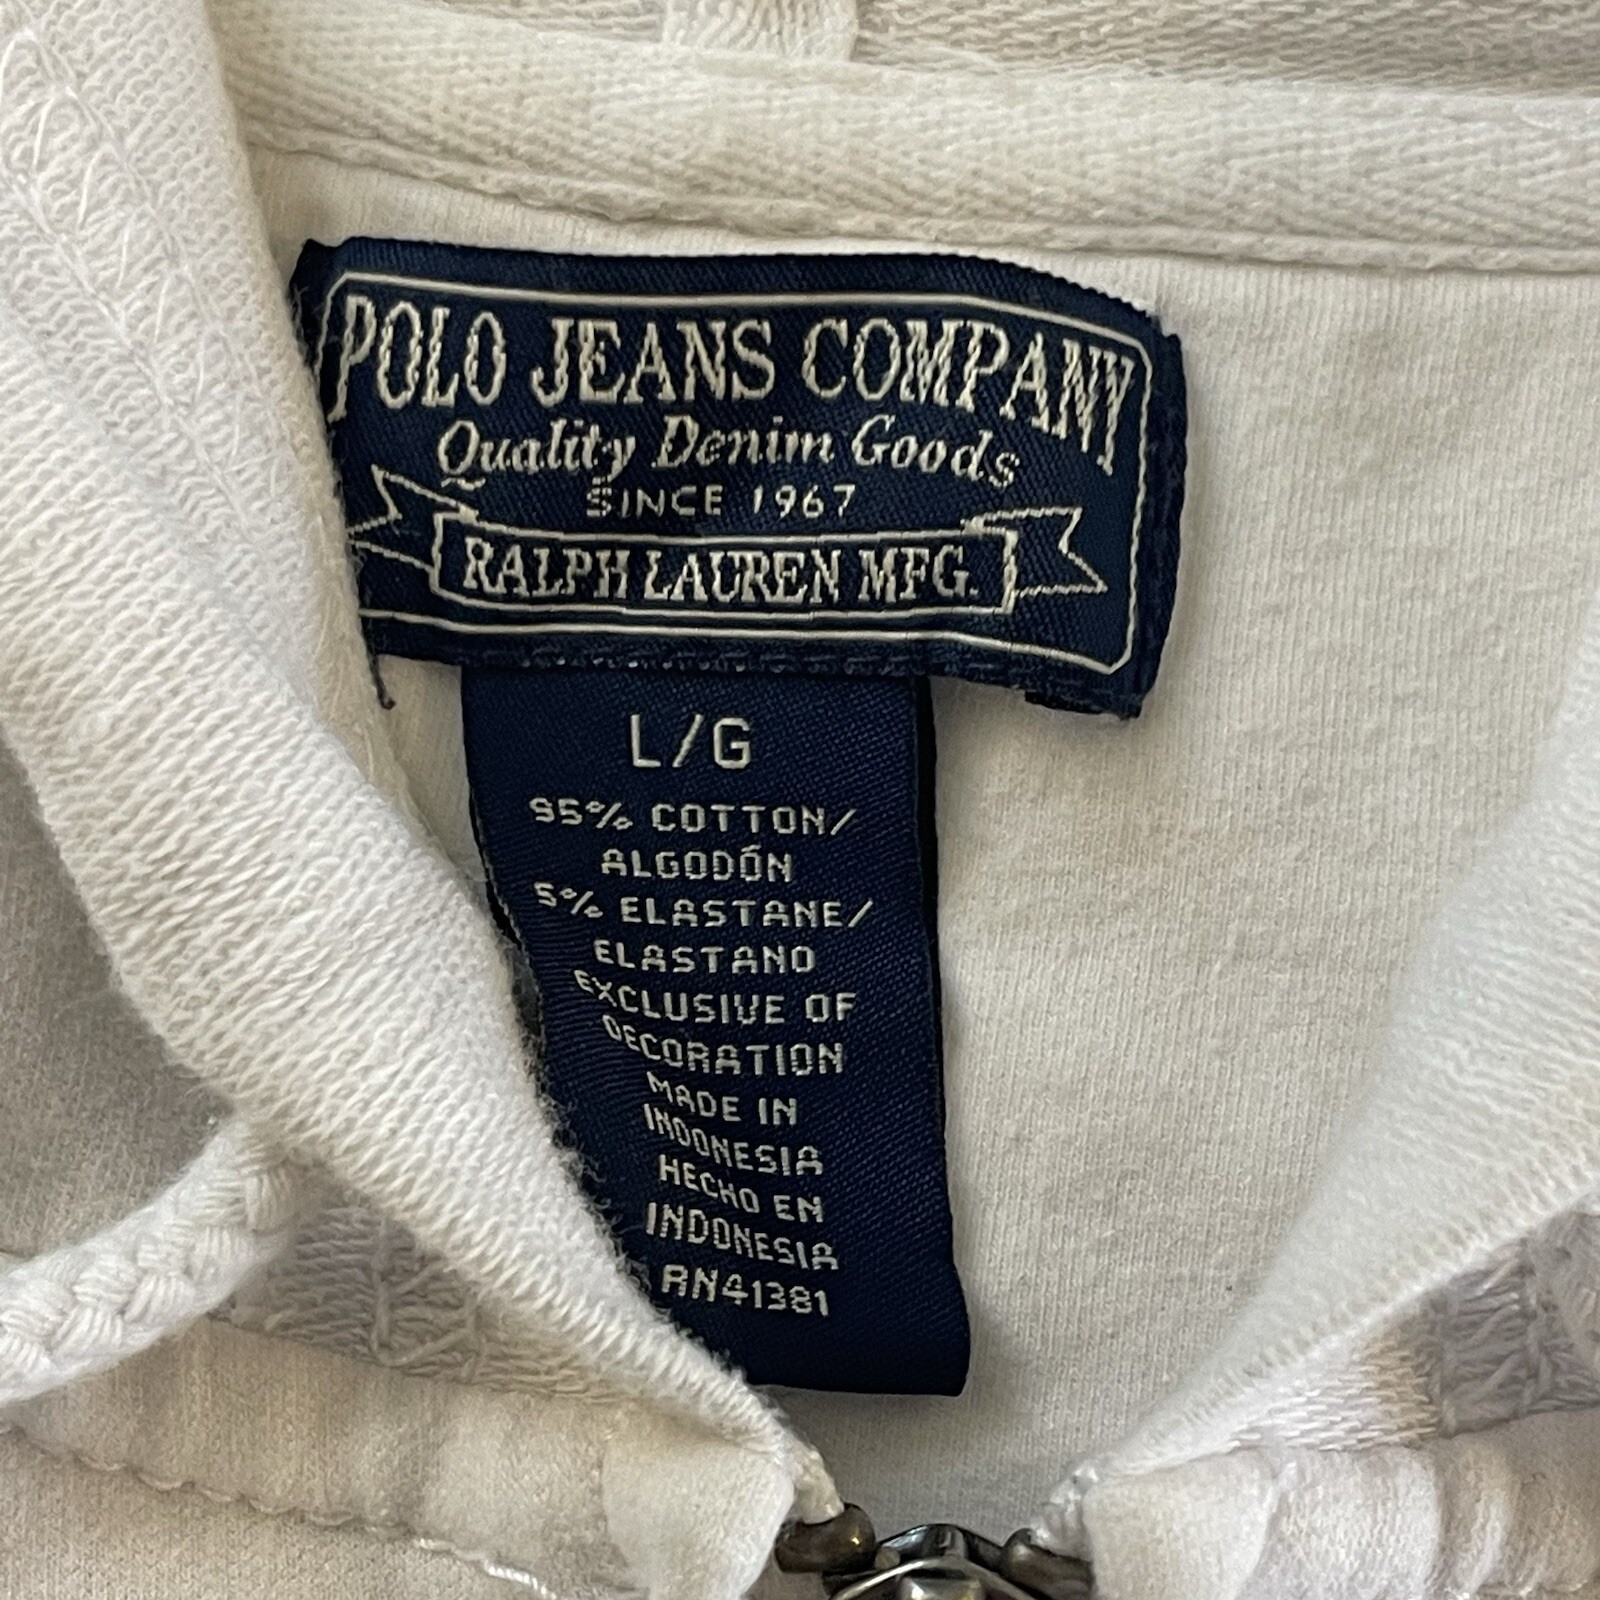 POLO JEANS COMPANY
Quality Denim Goods
SINCE 1967
RALPH LAUREN MFG.
L/G
95% COTTON/
ALGODÓN
5% ELASTANE/
ELASTANO
EXCLUSIVE OF
DECORATION
MADE IN
INDONESIA
HECHO EN
INDONESIA
RN41381